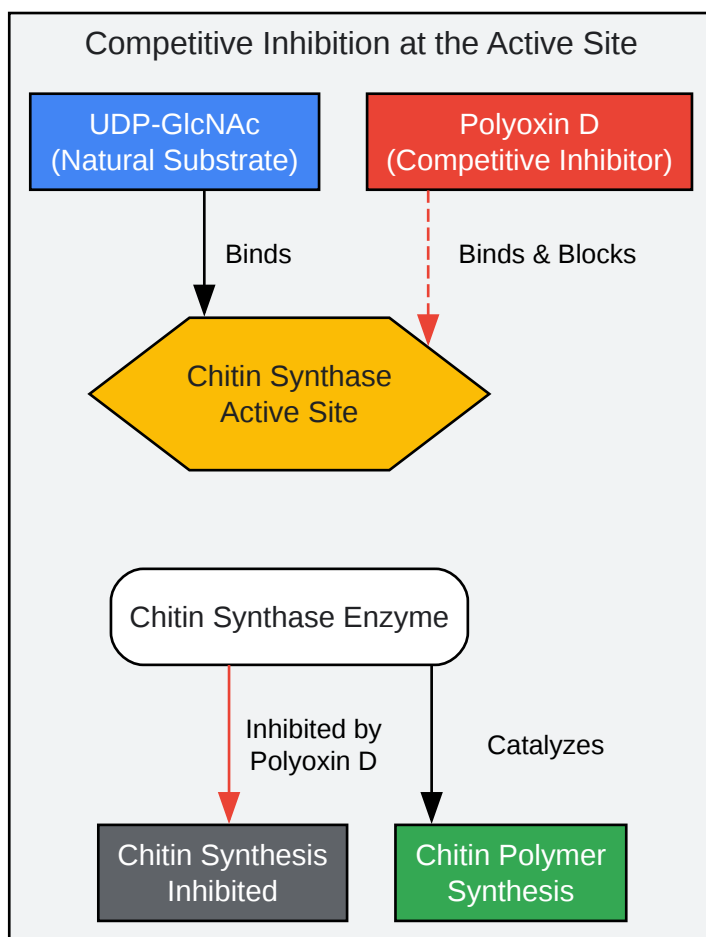 Competitive Inhibition at the Active Site
UDP-GlcNAc
(Natural Substrate)
Polyoxin D
(Competitive Inhibitor)
Binds
Binds & Blocks
Chitin Synthase
Active Site
Chitin Synthase Enzyme
Inhibited by
Polyoxin D
Catalyzes
Chitin Synthesis
Inhibited
Chitin Polymer
Synthesis